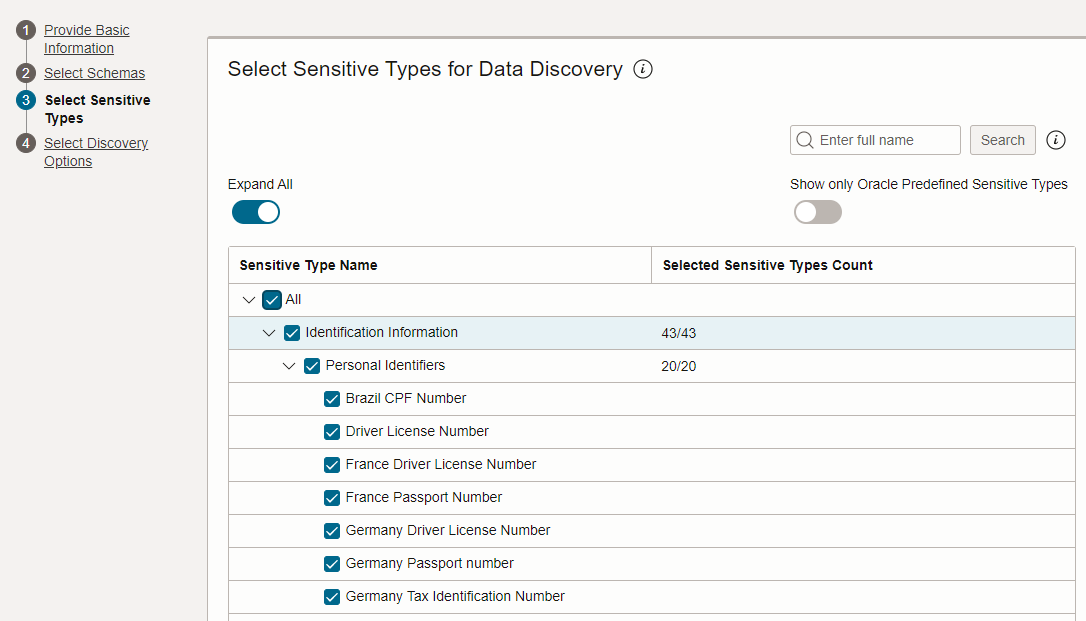 1 Provide Basic
Information
2 Select Schemas
3 Select Sensitive
Types
4 Select Discovery
Options
Select Sensitive Types for Data Discovery i
Enter full name Search i
Expand All Show only Oracle Predefined Sensitive Types
Sensitive Type Name Selected Sensitive Types Count
All
Identification Information 43/43
Personal Identifiers 20/20
Brazil CPF Number
Driver License Number
France Driver License Number
France Passport Number
Germany Driver License Number
Germany Passport number
Germany Tax Identification Number